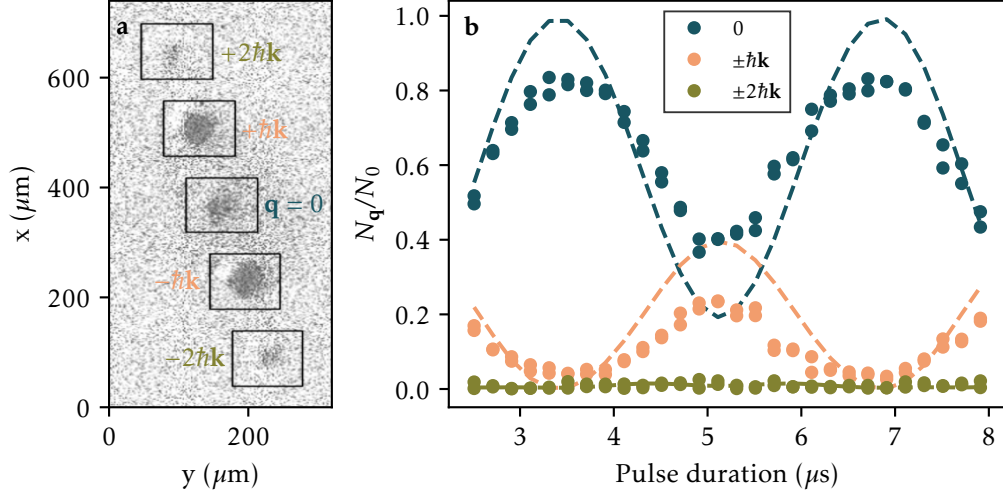 a
+2ℏk
+ℏk
q = 0
−ℏk
−2ℏk
600
400
200
0
x (μm)
0
200
y (μm)
b
0
±ℏk
±2ℏk
1.0
0.8
0.6
0.4
0.2
0.0
N_q/N_0
3 4 5 6 7 8
Pulse duration (μs)